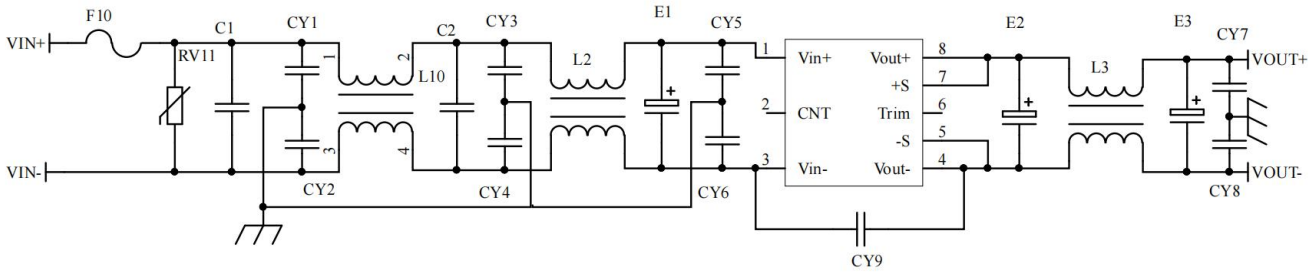 F10
C1
CY1
C2
CY3
E1
CY5
E2
E3
CY7
VIN+
RV11
1
2
L10
L2
1
Vin+
Vout+
8
L3
VOUT+
+S
7
2
CNT
Trim
6
-S
5
3
4
3
Vin-
Vout-
4
VIN-
CY2
CY4
CY6
CY8
VOUT-
CY9
+
+
+